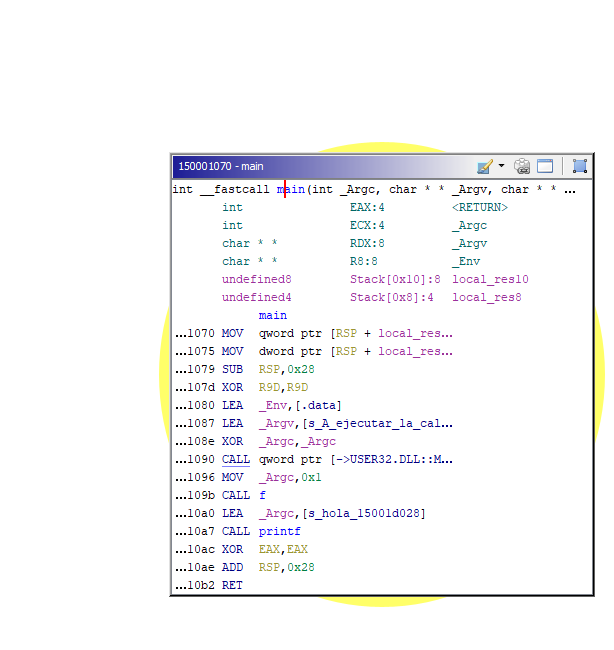 150001070 - main
int __fastcall main(int _Argc, char * * _Argv, char * * ...
int EAX:4 <RETURN>
int ECX:4 _Argc
char * * RDX:8 _Argv
char * * R8:8 _Env
undefined8 Stack[0x10]:8 local_res10
undefined4 Stack[0x8]:4 local_res8
main
...1070 MOV qword ptr [RSP + local_res...
...1075 MOV dword ptr [RSP + local_res...
...1079 SUB RSP,0x28
...107d XOR R9D,R9D
...1080 LEA _Env,[.data]
...1087 LEA _Argv,[s_A_ejecutar_la_cal...
...108e XOR _Argc,_Argc
...1090 CALL qword ptr [->USER32.DLL::M...
...1096 MOV _Argc,0x1
...109b CALL f
...10a0 LEA _Argc,[s_hola_15001d028]
...10a7 CALL printf
...10ac XOR EAX,EAX
...10ae ADD RSP,0x28
...10b2 RET